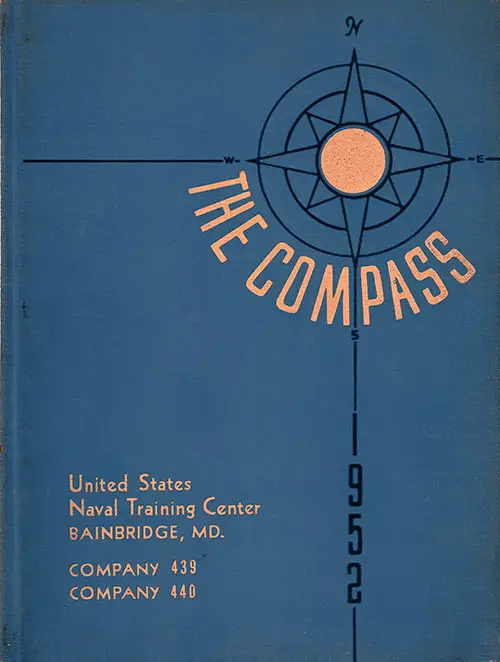 N
W
E
THE COMPASS
S
1952
United States
Naval Training Center
BAINBRIDGE, MD.
COMPANY 439
COMPANY 440